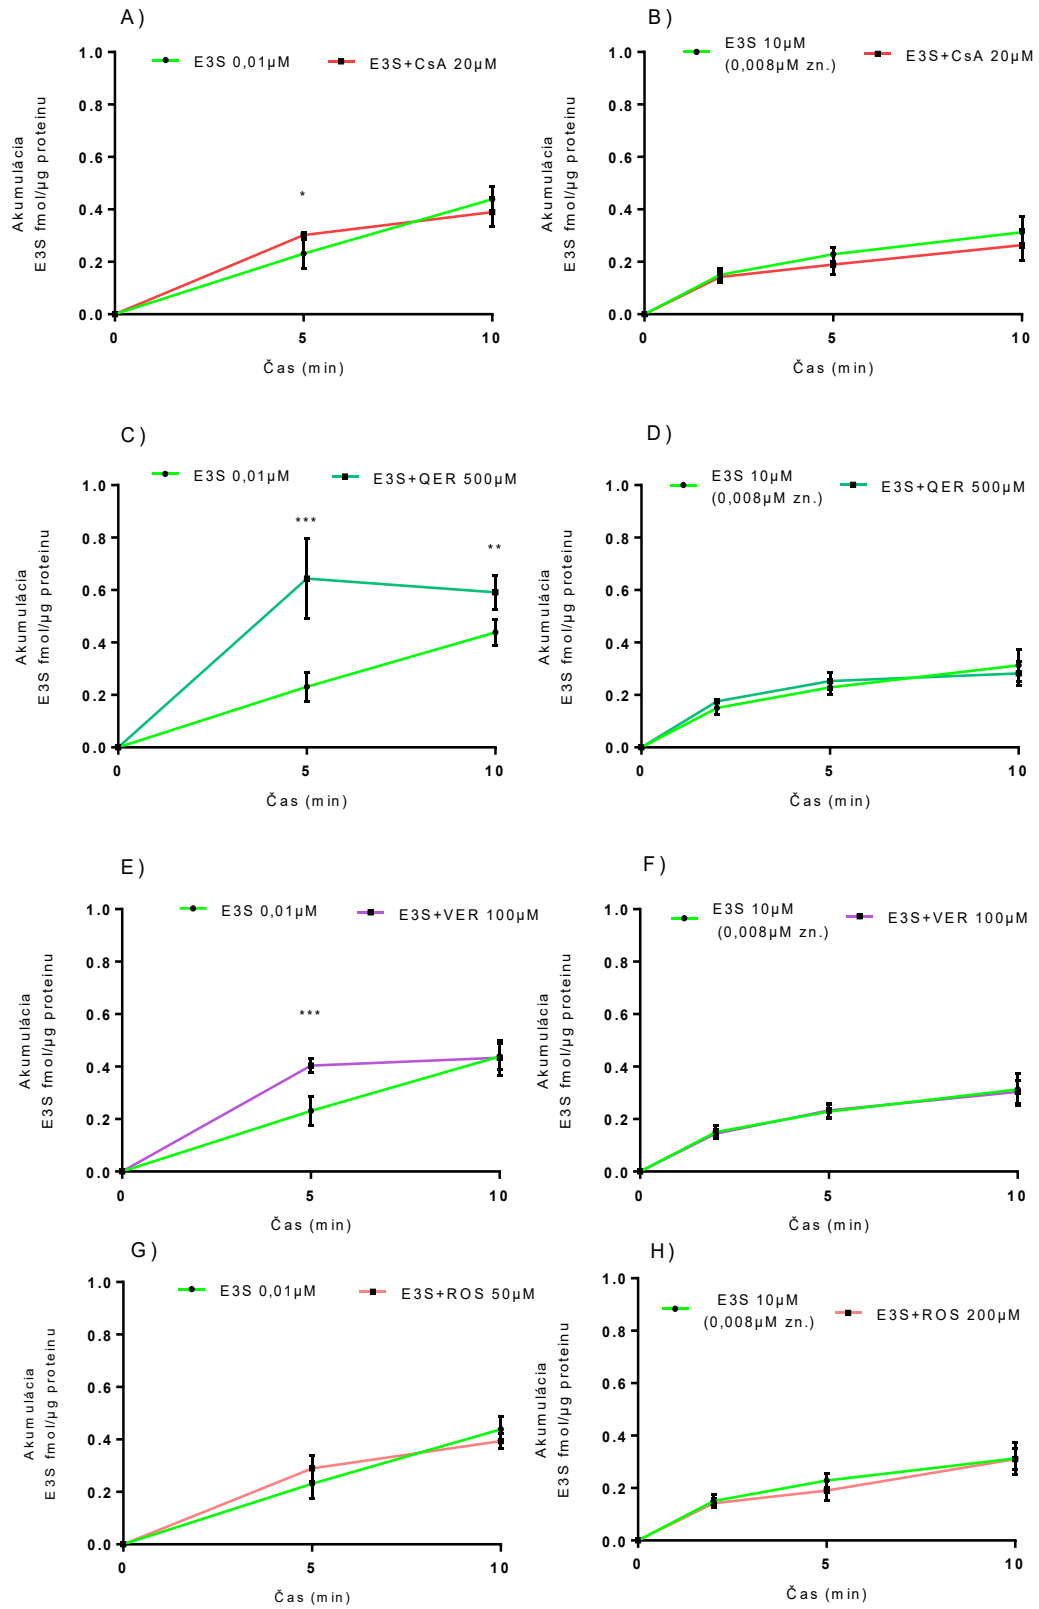 A)
E3S 0,01µM
E3S+CsA 20µM
Akumulácia
E3S fmol/µg proteinu
1.0
0.8
0.6
0.4
0.2
0.0
*
0
5
10
Čas (min)
B)
E3S 10µM
(0,008µM zn.)
E3S+CsA 20µM
Akumulácia
E3S fmol/µg proteinu
1.0
0.8
0.6
0.4
0.2
0.0
0
5
10
Čas (min)
C)
E3S 0,01µM
E3S+QER 500µM
Akumulácia
E3S fmol/µg proteinu
1.0
0.8
0.6
0.4
0.2
0.0
***
**
0
5
10
Čas (min)
D)
E3S 10µM
(0,008µM zn.)
E3S+QER 500µM
Akumulácia
E3S fmol/µg proteinu
1.0
0.8
0.6
0.4
0.2
0.0
0
5
10
Čas (min)
E)
E3S 0,01µM
E3S+VER 100µM
Akumulácia
E3S fmol/µg proteinu
1.0
0.8
0.6
0.4
0.2
0.0
***
0
5
10
Čas (min)
F)
E3S 10µM
(0,008µM zn.)
E3S+VER 100µM
Akumulácia
E3S fmol/µg proteinu
1.0
0.8
0.6
0.4
0.2
0.0
0
5
10
Čas (min)
G)
E3S 0,01µM
E3S+ROS 50µM
Akumulácia
E3S fmol/µg proteinu
1.0
0.8
0.6
0.4
0.2
0.0
0
5
10
Čas (min)
H)
E3S 10µM
(0,008µM zn.)
E3S+ROS 200µM
Akumulácia
E3S fmol/µg proteinu
1.0
0.8
0.6
0.4
0.2
0.0
0
5
10
Čas (min)